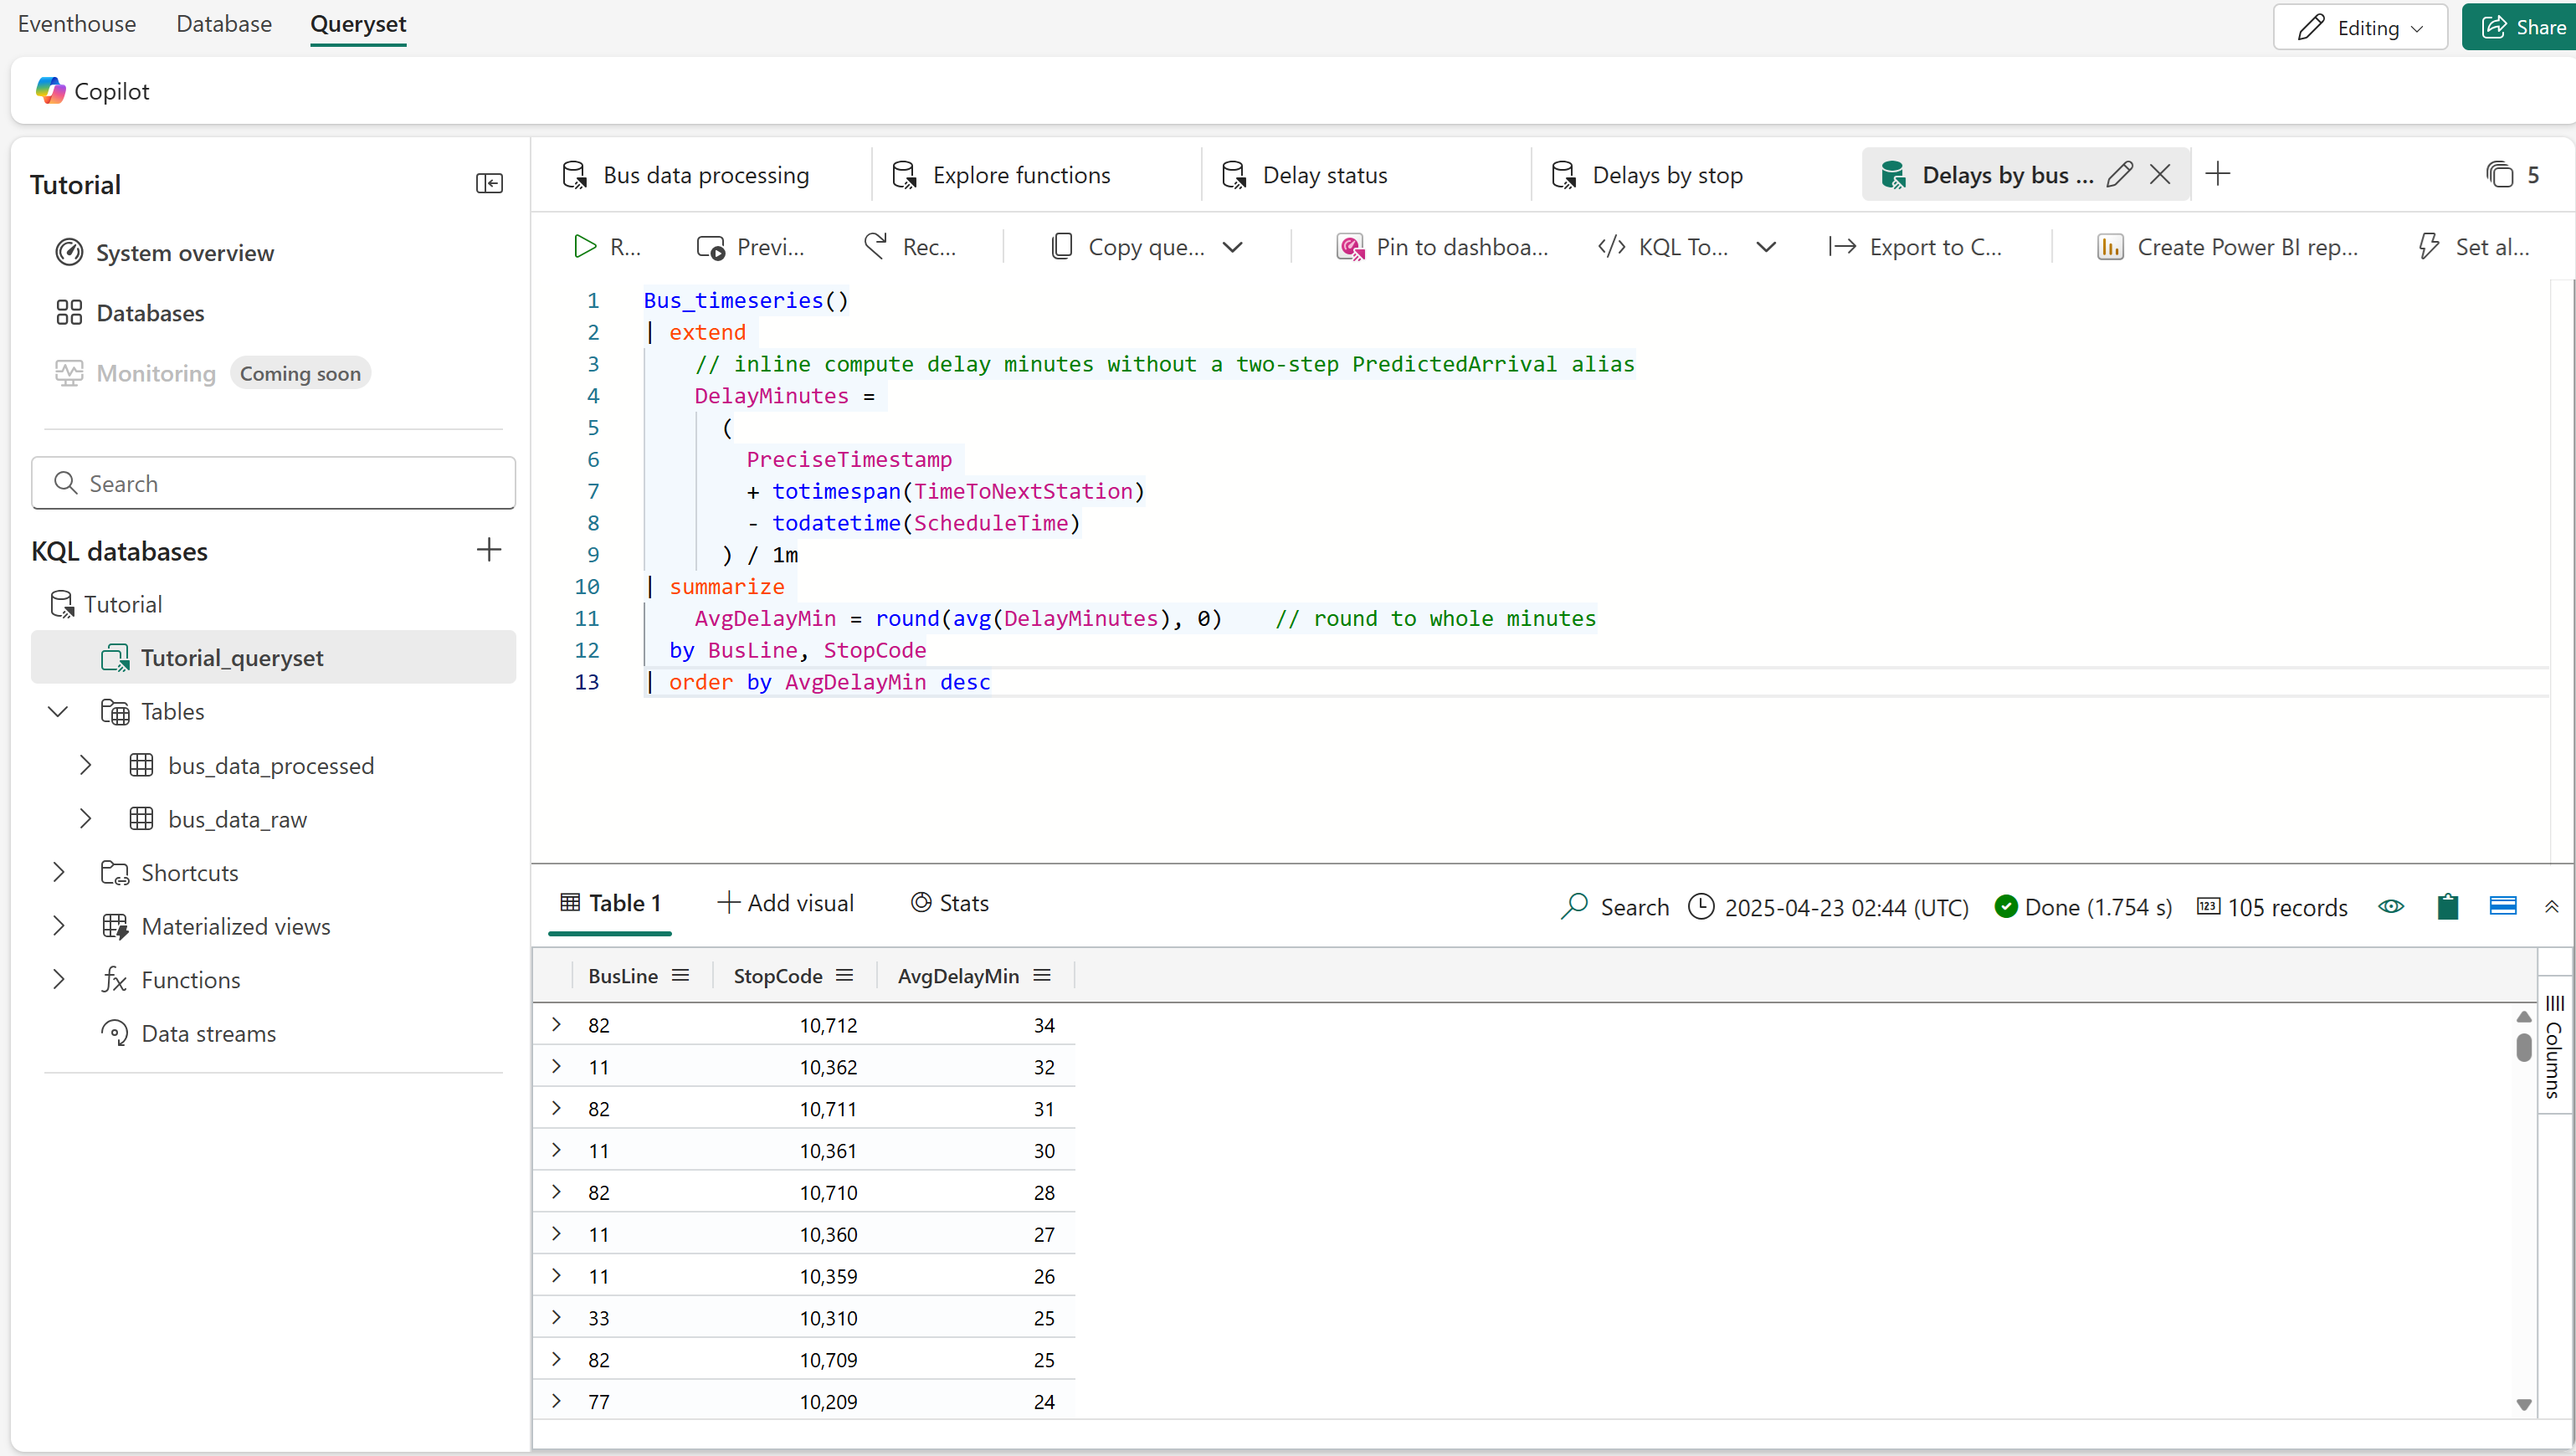 Eventhouse Database Queryset Editing Share
Copilot
Tutorial
System overview
Databases
Monitoring Coming soon
Search
KQL databases
Tutorial
Tutorial_queryset
Tables
bus_data_processed
bus_data_raw
Shortcuts
Materialized views
Functions
Data streams
Bus data processing Explore functions Delay status Delays by stop Delays by bus ... 5
R... Previ... Rec... Copy que... Pin to dashboa... </> KQL To... Export to C... Create Power BI rep... Set al...
1 Bus_timeseries()
2 | extend
3 // inline compute delay minutes without a two-step PredictedArrival alias
4 DelayMinutes =
5 (
6 PreciseTimestamp
7 + totimespan(TimeToNextStation)
8 - todatetime(ScheduleTime)
9 ) / 1m
10 | summarize
11 AvgDelayMin = round(avg(DelayMinutes), 0) // round to whole minutes
12 by BusLine, StopCode
13 | order by AvgDelayMin desc
Table 1 Add visual Stats Search 2025-04-23 02:44 (UTC) Done (1.754 s) 123 105 records
BusLine StopCode AvgDelayMin
82 10,712 34
11 10,362 32
82 10,711 31
11 10,361 30
82 10,710 28
11 10,360 27
11 10,359 26
33 10,310 25
82 10,709 25
77 10,209 24
Columns